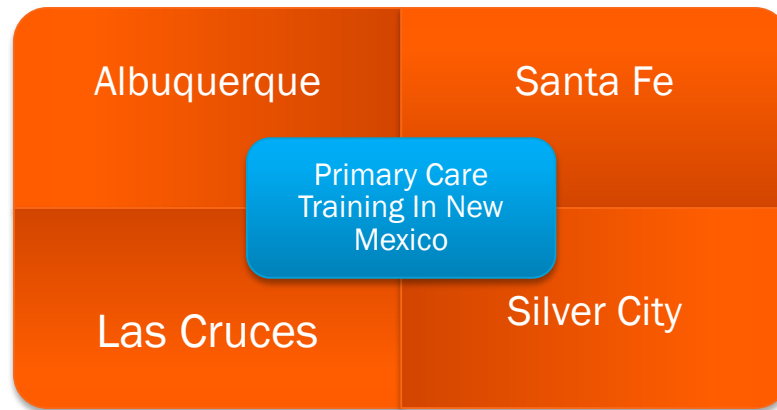 Albuquerque
Santa Fe
Primary Care
Training In New
Mexico
Las Cruces
Silver City